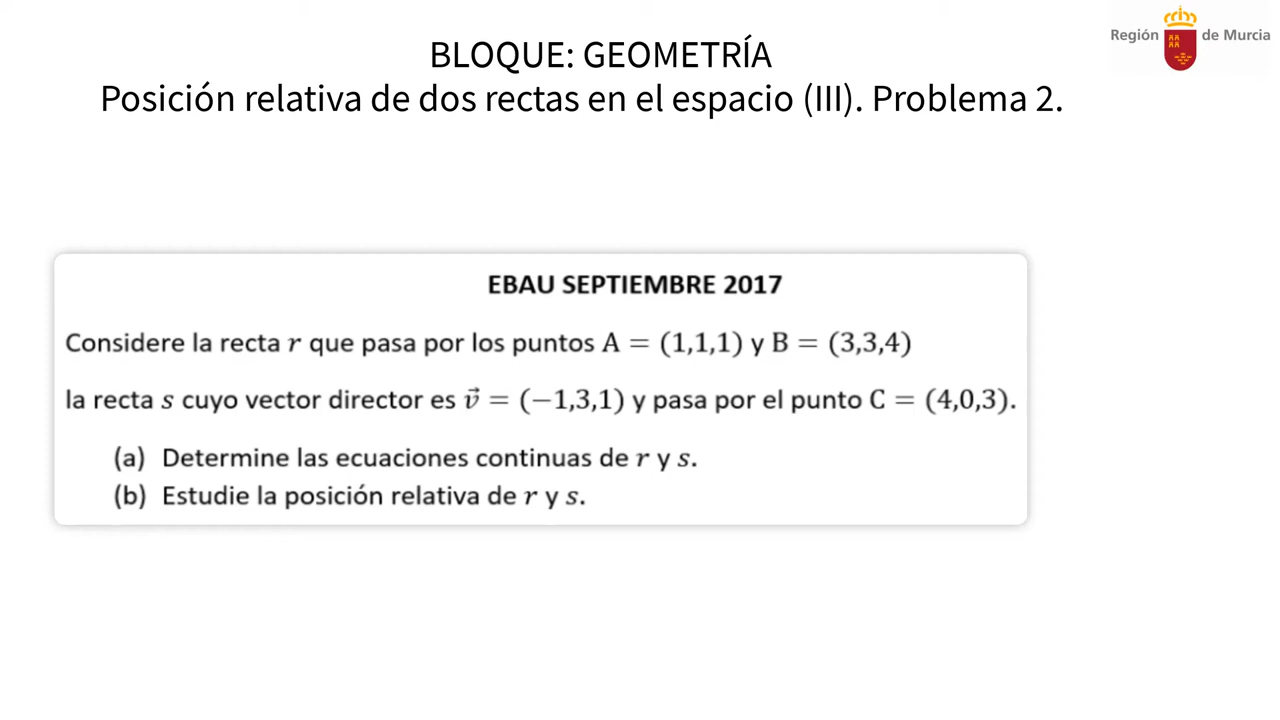 Región de Murcia
BLOQUE: GEOMETRÍA
Posición relativa de dos rectas en el espacio (III). Problema 2.
EBAU SEPTIEMBRE 2017
Considere la recta r que pasa por los puntos A = (1,1,1) y B = (3,3,4)
la recta s cuyo vector director es v⃗ = (−1,3,1) y pasa por el punto C = (4,0,3).
(a) Determine las ecuaciones continuas de r y s.
(b) Estudie la posición relativa de r y s.